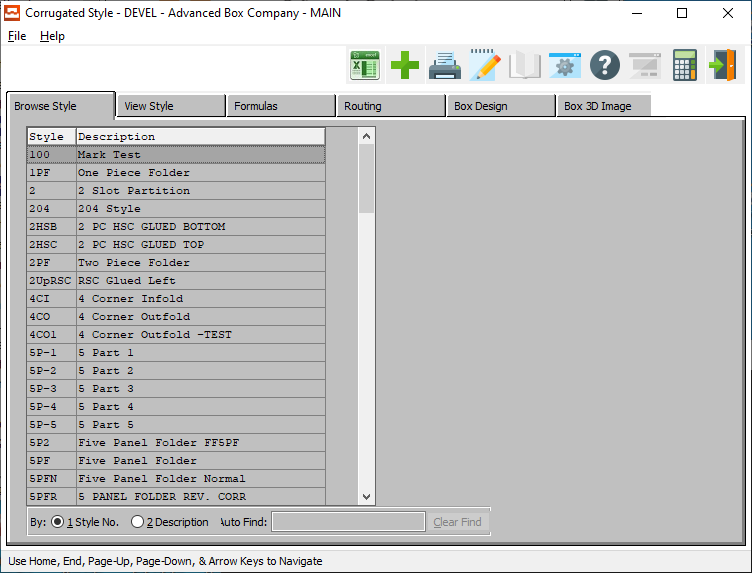 Corrugated Style - DEVEL - Advanced Box Company - MAIN
File Help
Browse Style View Style Formulas Routing Box Design Box 3D Image
Style Description
100 Mark Test
1PF One Piece Folder
2 2 Slot Partition
204 204 Style
2HSB 2 PC HSC GLUED BOTTOM
2HSC 2 PC HSC GLUED TOP
2PF Two Piece Folder
2UpRSC RSC Glued Left
4CI 4 Corner Infold
4CO 4 Corner Outfold
4CO1 4 Corner Outfold -TEST
5P-1 5 Part 1
5P-2 5 Part 2
5P-3 5 Part 3
5P-4 5 Part 4
5P-5 5 Part 5
5P2 Five Panel Folder FF5PF
5PF Five Panel Folder
5PFN Five Panel Folder Normal
5PFR 5 PANEL FOLDER REV. CORR
By: 1 Style No. 2 Description Auto Find: Clear Find
Use Home, End, Page-Up, Page-Down, & Arrow Keys to Navigate